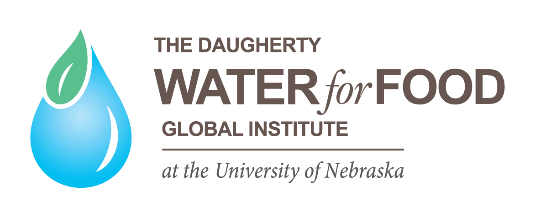 THE DAUGHERTY
WATER for FOOD
GLOBAL INSTITUTE
at the University of Nebraska